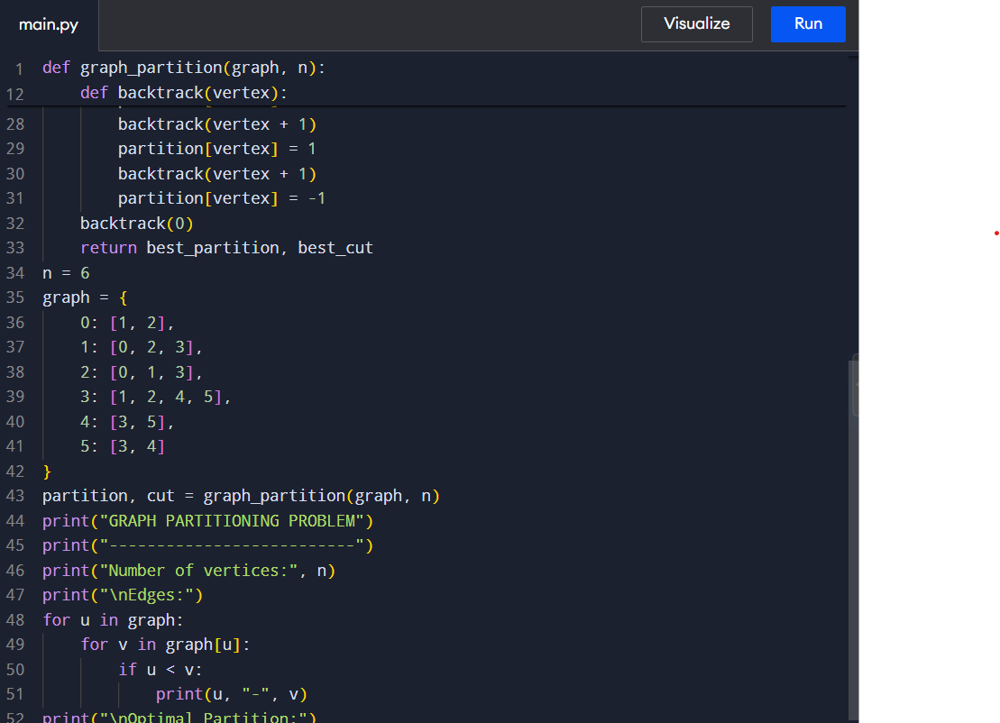 main.py
Visualize
Run
1 def graph_partition(graph, n):
12     def backtrack(vertex):
28         backtrack(vertex + 1)
29         partition[vertex] = 1
30         backtrack(vertex + 1)
31         partition[vertex] = -1
32     backtrack(0)
33     return best_partition, best_cut
34 n = 6
35 graph = {
36     0: [1, 2],
37     1: [0, 2, 3],
38     2: [0, 1, 3],
39     3: [1, 2, 4, 5],
40     4: [3, 5],
41     5: [3, 4]
42 }
43 partition, cut = graph_partition(graph, n)
44 print("GRAPH PARTITIONING PROBLEM")
45 print("--------------------------")
46 print("Number of vertices:", n)
47 print("\nEdges:")
48 for u in graph:
49     for v in graph[u]:
50         if u < v:
51             print(u, "-", v)
52 print("\nOptimal Partition:")